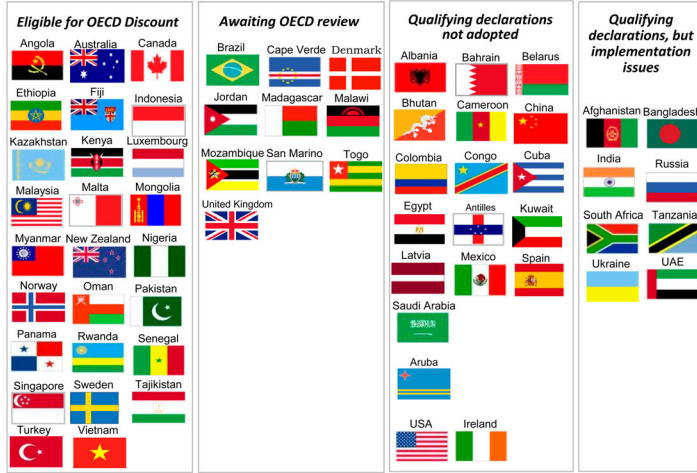 Eligible for OECD Discount
Angola Australia Canada
Ethiopia Fiji Indonesia
Kazakhstan Kenya Luxembourg
Malaysia Malta Mongolia
Myanmar New Zealand Nigeria
Norway Oman Pakistan
Panama Rwanda Senegal
Singapore Sweden Tajikistan
Turkey Vietnam
Awaiting OECD review
Brazil Cape Verde Denmark
Jordan Madagascar Malawi
Mozambique San Marino Togo
United Kingdom
Qualifying declarations
not adopted
Albania Bahrain Belarus
Bhutan Cameroon China
Colombia Congo Cuba
Egypt Antilles Kuwait
Latvia Mexico Spain
Saudi Arabia
Aruba
USA Ireland
Qualifying
declarations, but
implementation
issues
Afghanistan Bangladesh
India Russia
South Africa Tanzania
Ukraine UAE